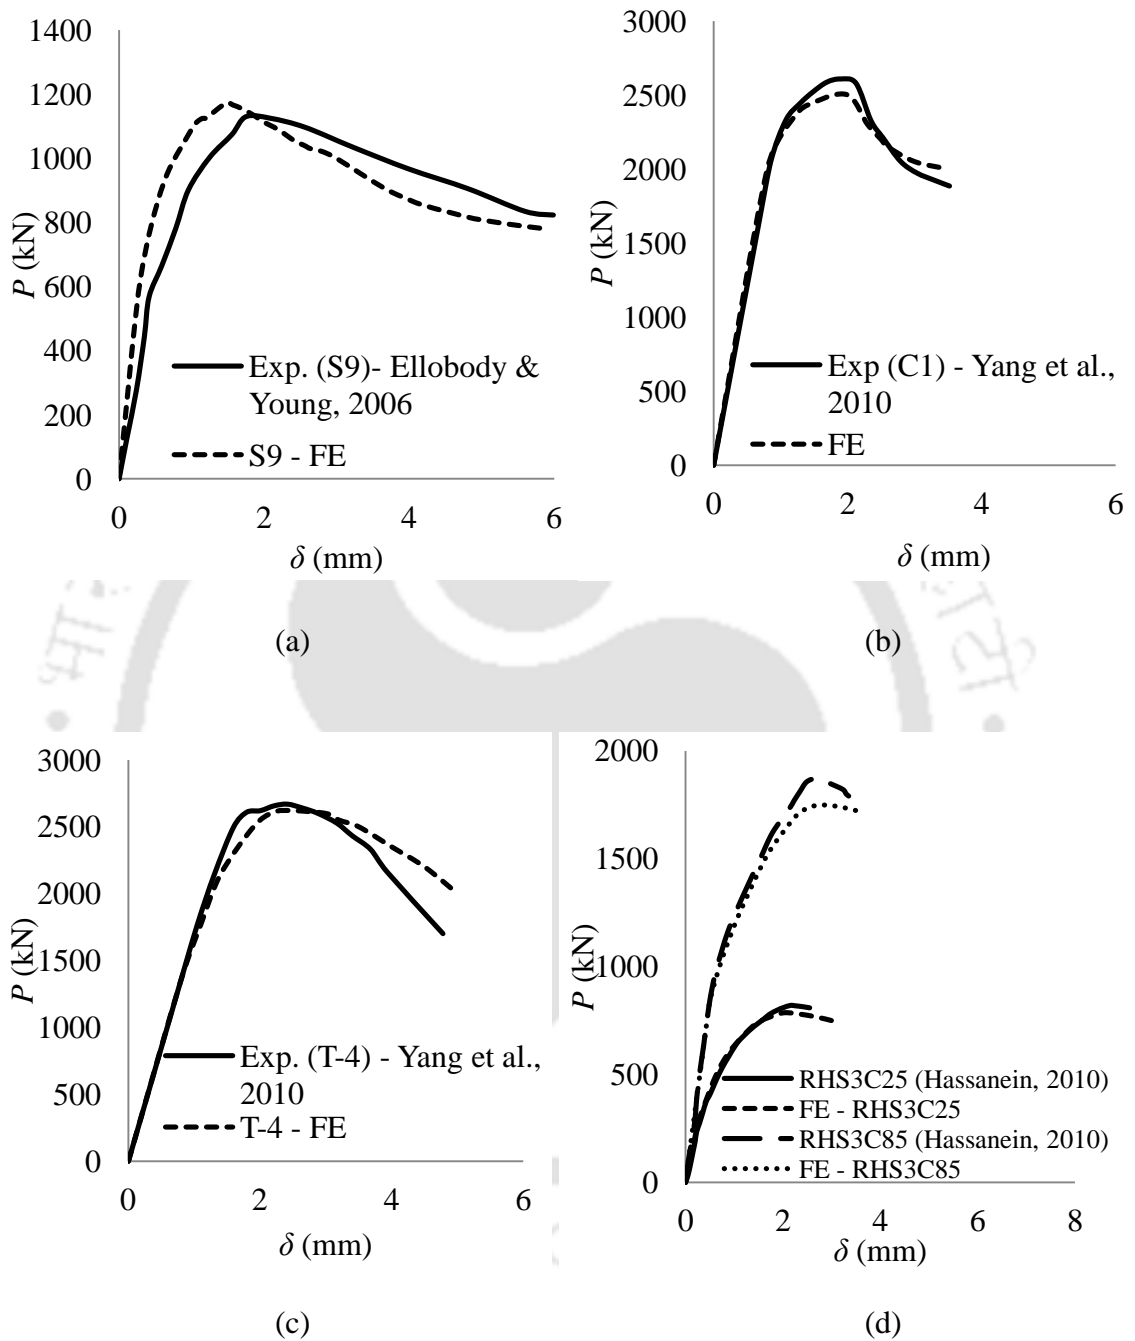 1400
1200
1000
800
600
400
200
0
P (kN)
Exp. (S9)- Ellobody &
Young, 2006
S9 - FE
0 2 4 6
δ (mm)
(a)
3000
2500
2000
1500
1000
500
0
P (kN)
Exp (C1) - Yang et al.,
2010
FE
0 2 4 6
δ (mm)
(b)
3000
2500
2000
1500
1000
500
0
P (kN)
Exp. (T-4) - Yang et al.,
2010
T-4 - FE
0 2 4 6
δ (mm)
(c)
2000
1500
1000
500
0
P (kN)
RHS3C25 (Hassanein, 2010)
FE - RHS3C25
RHS3C85 (Hassanein, 2010)
FE - RHS3C85
0 2 4 6 8
δ (mm)
(d)